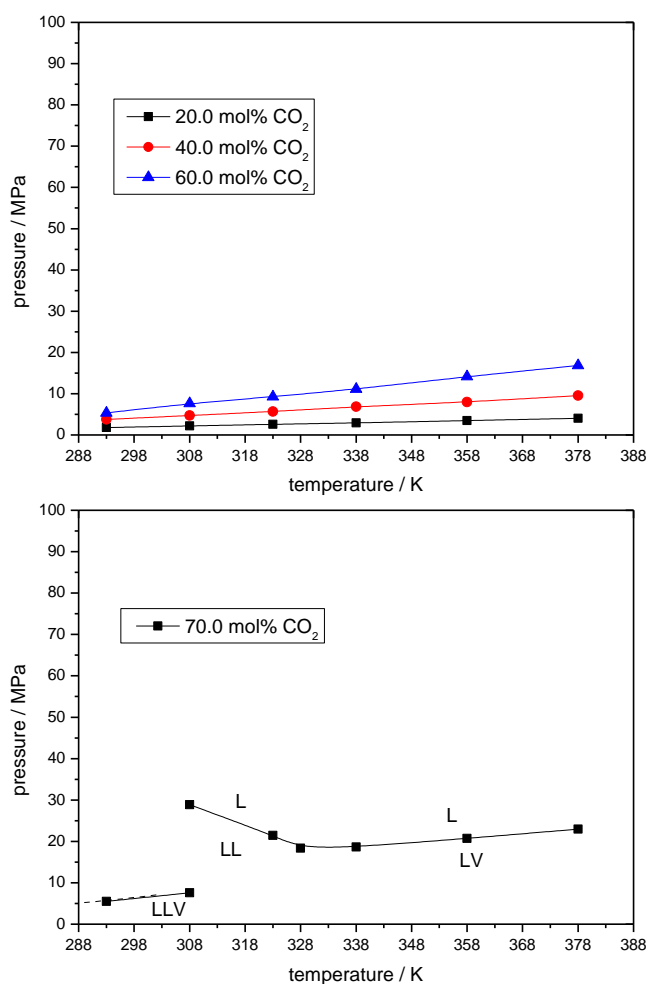 100
90
80
70
60
50
40
30
20
10
0
pressure / MPa
20.0 mol% CO₂
40.0 mol% CO₂
60.0 mol% CO₂
288 298 308 318 328 338 348 358 368 378 388
temperature / K
100
90
80
70
60
50
40
30
20
10
0
pressure / MPa
70.0 mol% CO₂
L
L
LL
LV
LLV
288 298 308 318 328 338 348 358 368 378 388
temperature / K